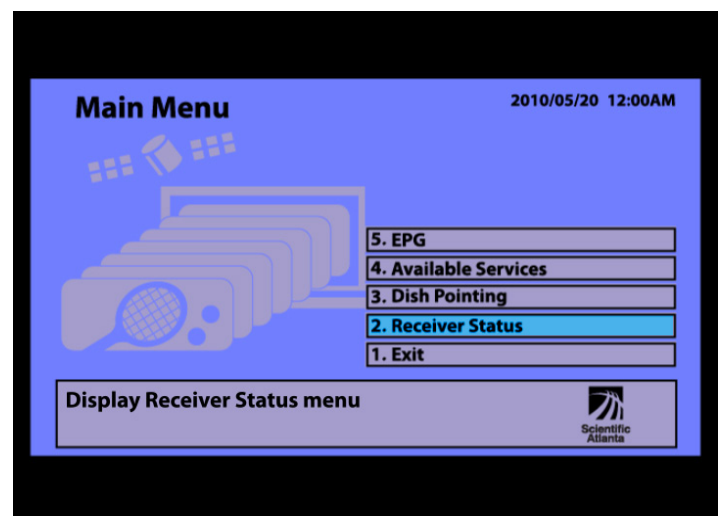 Main Menu
2010/05/20 12:00AM
5. EPG
4. Available Services
3. Dish Pointing
2. Receiver Status
1. Exit
Display Receiver Status menu
Scientific
Atlanta